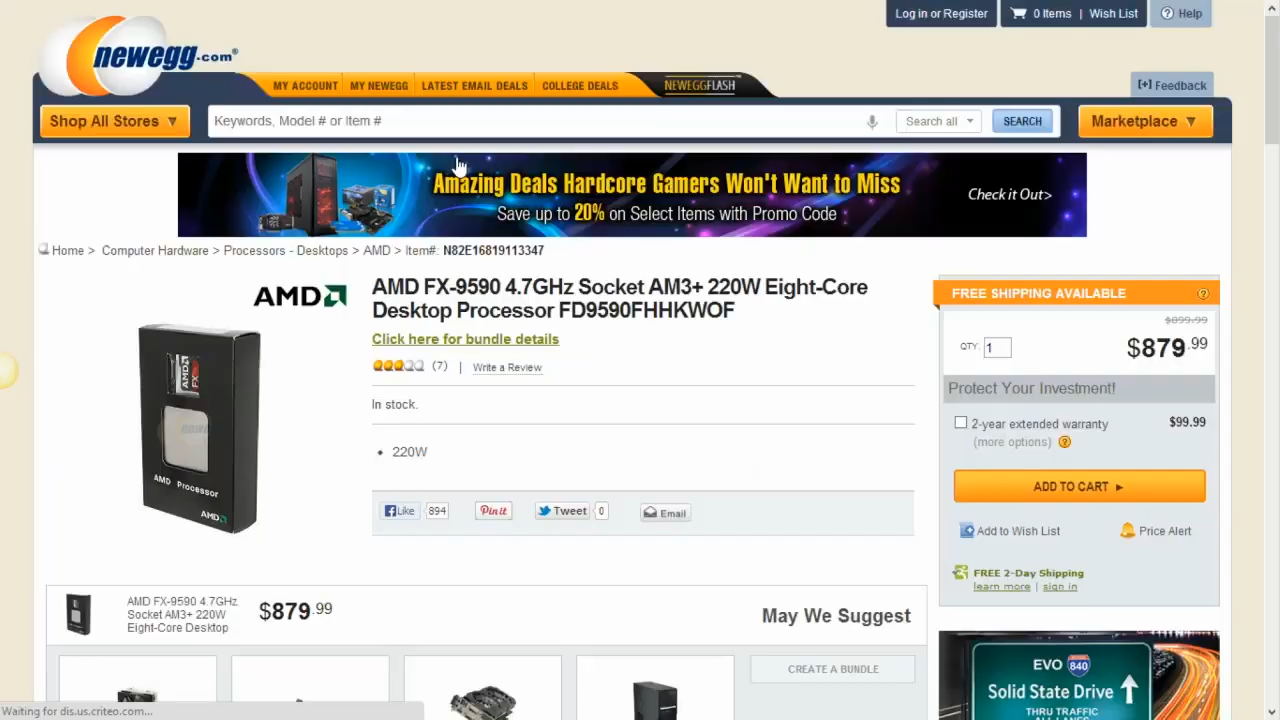 Log in or Register
0 Items | Wish List
Help
newegg.com®
MY ACCOUNT
MY NEWEGG
LATEST EMAIL DEALS
COLLEGE DEALS
NEWEGGFLASH
[+] Feedback
Shop All Stores ▼
Keywords, Model # or Item #
Search all
SEARCH
Marketplace ▼
Amazing Deals Hardcore Gamers Won't Want to Miss
Save up to 20% on Select Items with Promo Code
Check it Out>
Home > Computer Hardware > Processors - Desktops > AMD > Item#: N82E16819113347
AMD
AMD FX-9590 4.7GHz Socket AM3+ 220W Eight-Core
Desktop Processor FD9590FHHKWOF
Click here for bundle details
(7) | Write a Review
In stock.
• 220W
Like 894
Pin it
Tweet 0
Email
AMD FX
newegg
AMD Processor
AMD
FREE SHIPPING AVAILABLE
$899.99
QTY: 1
$879.99
Protect Your Investment!
2-year extended warranty $99.99
(more options)
ADD TO CART ▶
Add to Wish List
Price Alert
FREE 2-Day Shipping
learn more | sign in
AMD FX-9590 4.7GHz
Socket AM3+ 220W
Eight-Core Desktop
$879.99
May We Suggest
CREATE A BUNDLE
EVO 840
Solid State Drive
THRU TRAFFIC
ALL LANES
Waiting for dis.us.criteo.com...